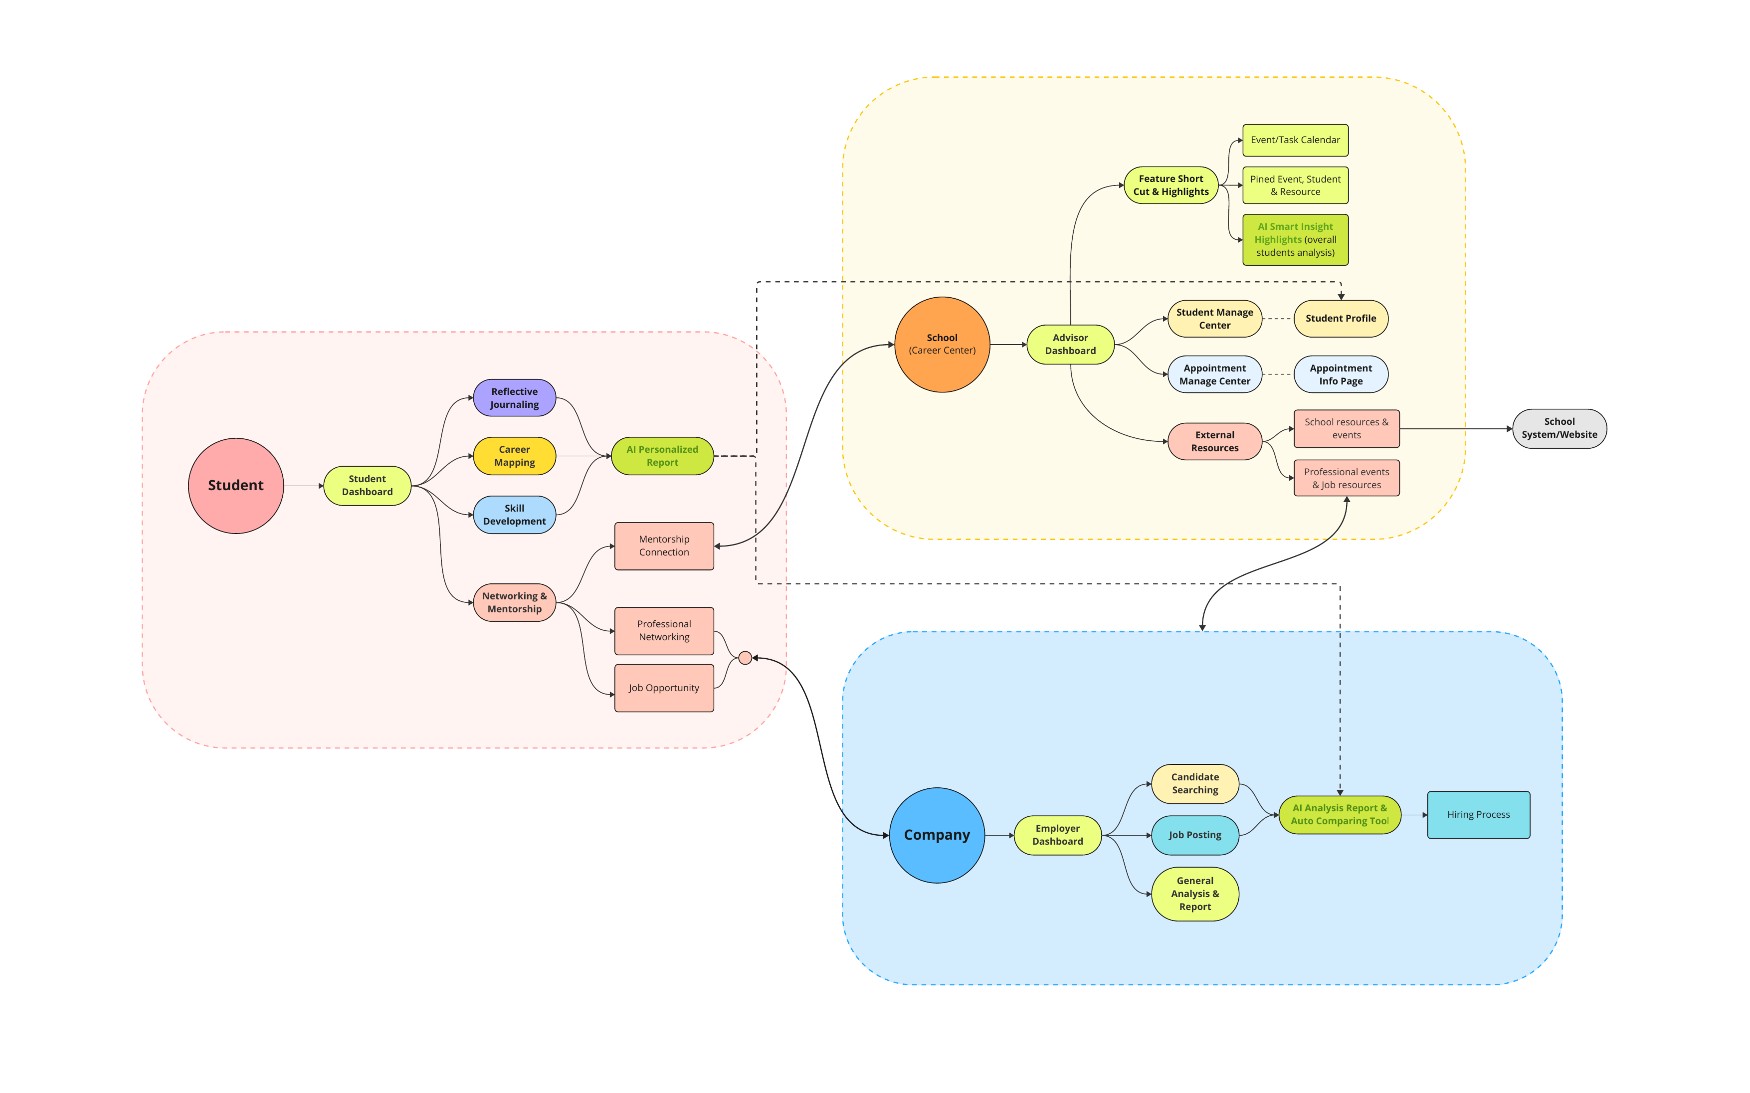 Student
Student
Dashboard
Reflective
Journaling
Career
Mapping
Skill
Development
Networking &
Mentorship
AI Personalized
Report
Mentorship
Connection
Professional
Networking
Job Opportunity
School
(Career Center)
Advisor
Dashboard
Feature Short
Cut & Highlights
Event/Task Calendar
Pined Event, Student
& Resource
AI Smart Insight
Highlights (overall
students analysis)
Student Manage
Center
Student Profile
Appointment
Manage Center
Appointment
Info Page
External
Resources
School resources &
events
Professional events
& Job resources
School
System/Website
Company
Employer
Dashboard
Candidate
Searching
Job Posting
General
Analysis &
Report
AI Analysis Report &
Auto Comparing Tool
Hiring Process